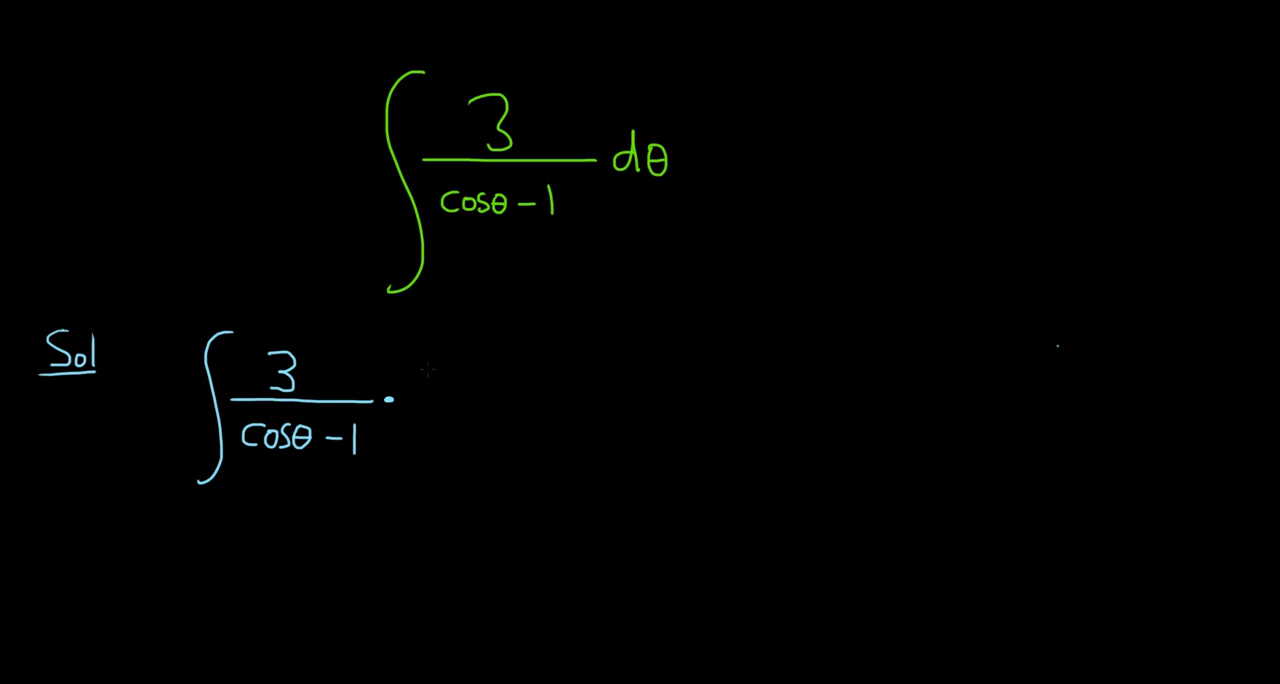 ∫ 3/(cosθ - 1) dθ
Sol ∫ 3/(cosθ - 1) ·